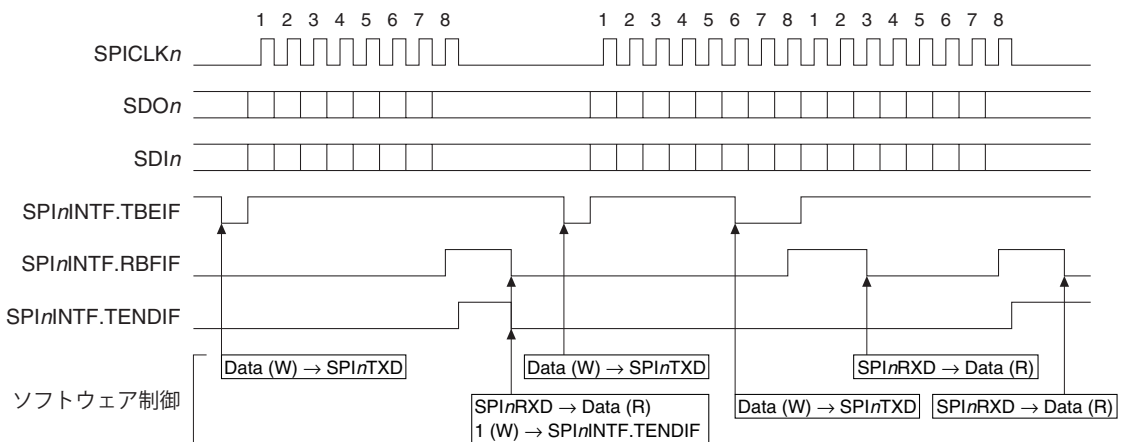 1 2 3 4 5 6 7 8 1 2 3 4 5 6 7 8 1 2 3 4 5 6 7 8
SPICLKn
SDOn
SDIn
SPInINTF.TBEIF
SPInINTF.RBFIF
SPInINTF.TENDIF
Data (W) → SPInTXD
Data (W) → SPInTXD
SPInRXD → Data (R)
ソフトウェア制御
SPInRXD → Data (R)
1 (W) → SPInINTF.TENDIF
Data (W) → SPInTXD
SPInRXD → Data (R)